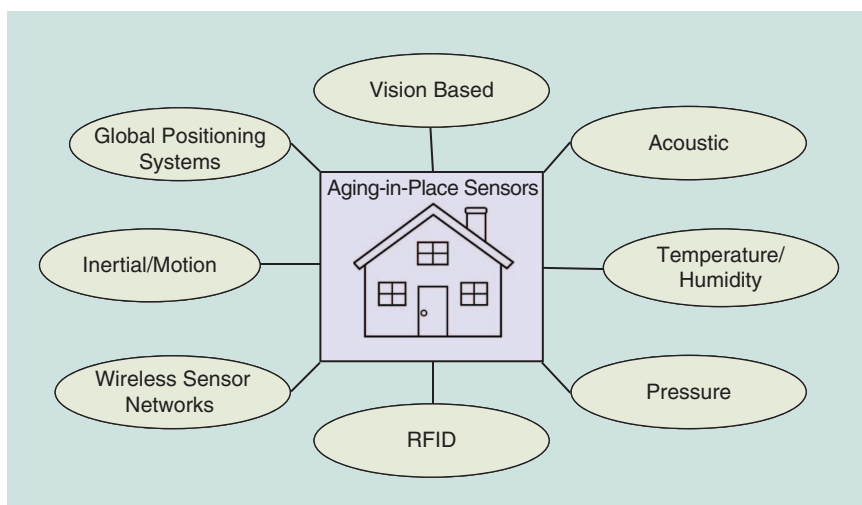 Vision Based
Global Positioning
Systems
Acoustic
Aging-in-Place Sensors
Inertial/Motion
Temperature/
Humidity
Wireless Sensor
Networks
Pressure
RFID